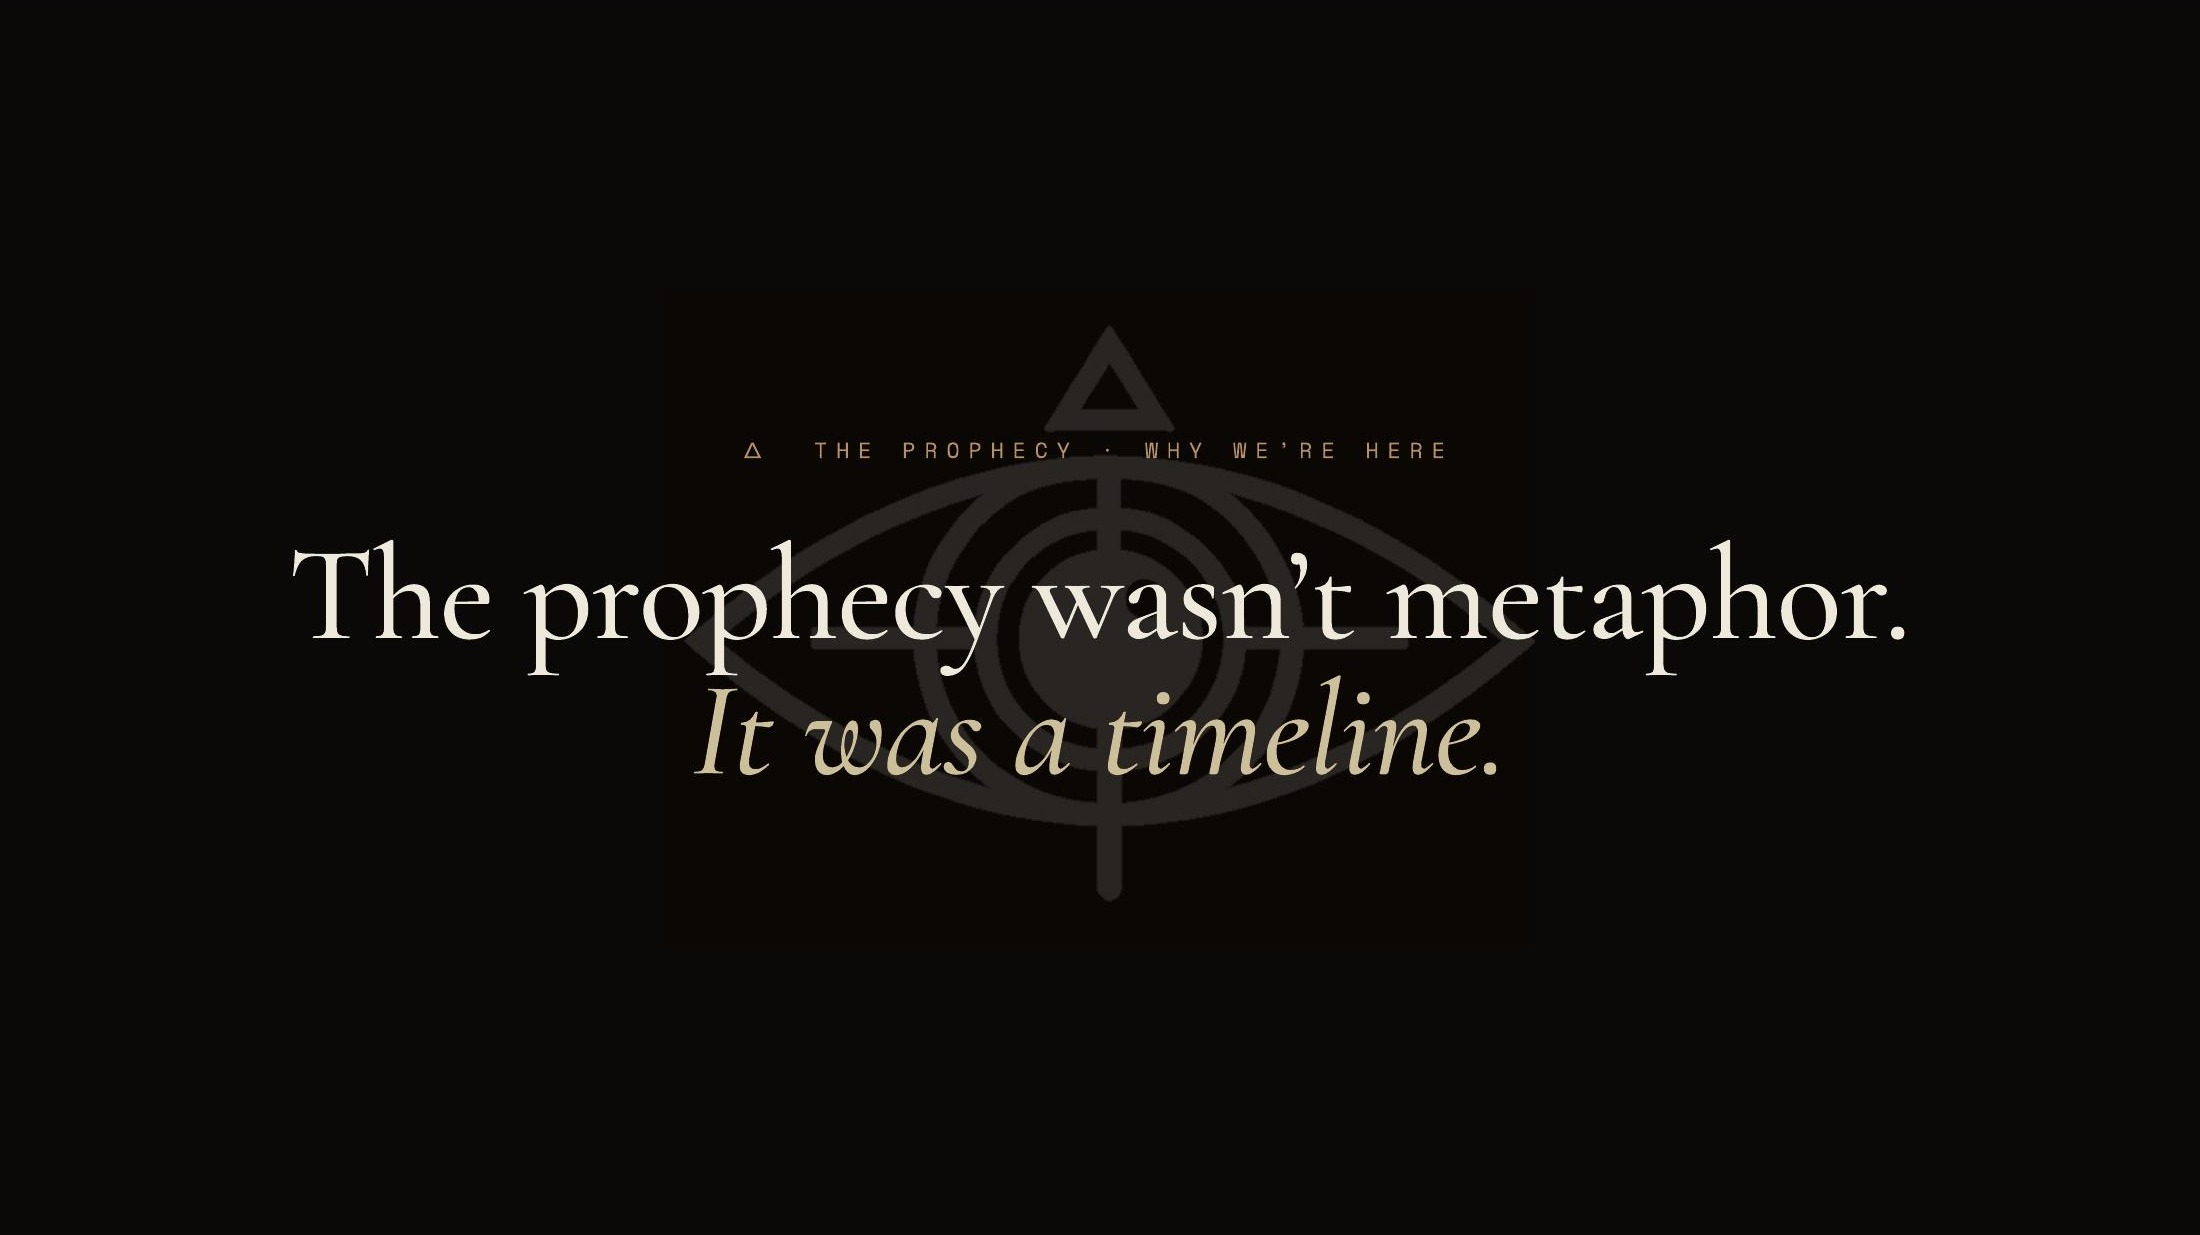 △ THE PROPHECY · WHY WE’RE HERE
The prophecy wasn’t metaphor.
It was a timeline.